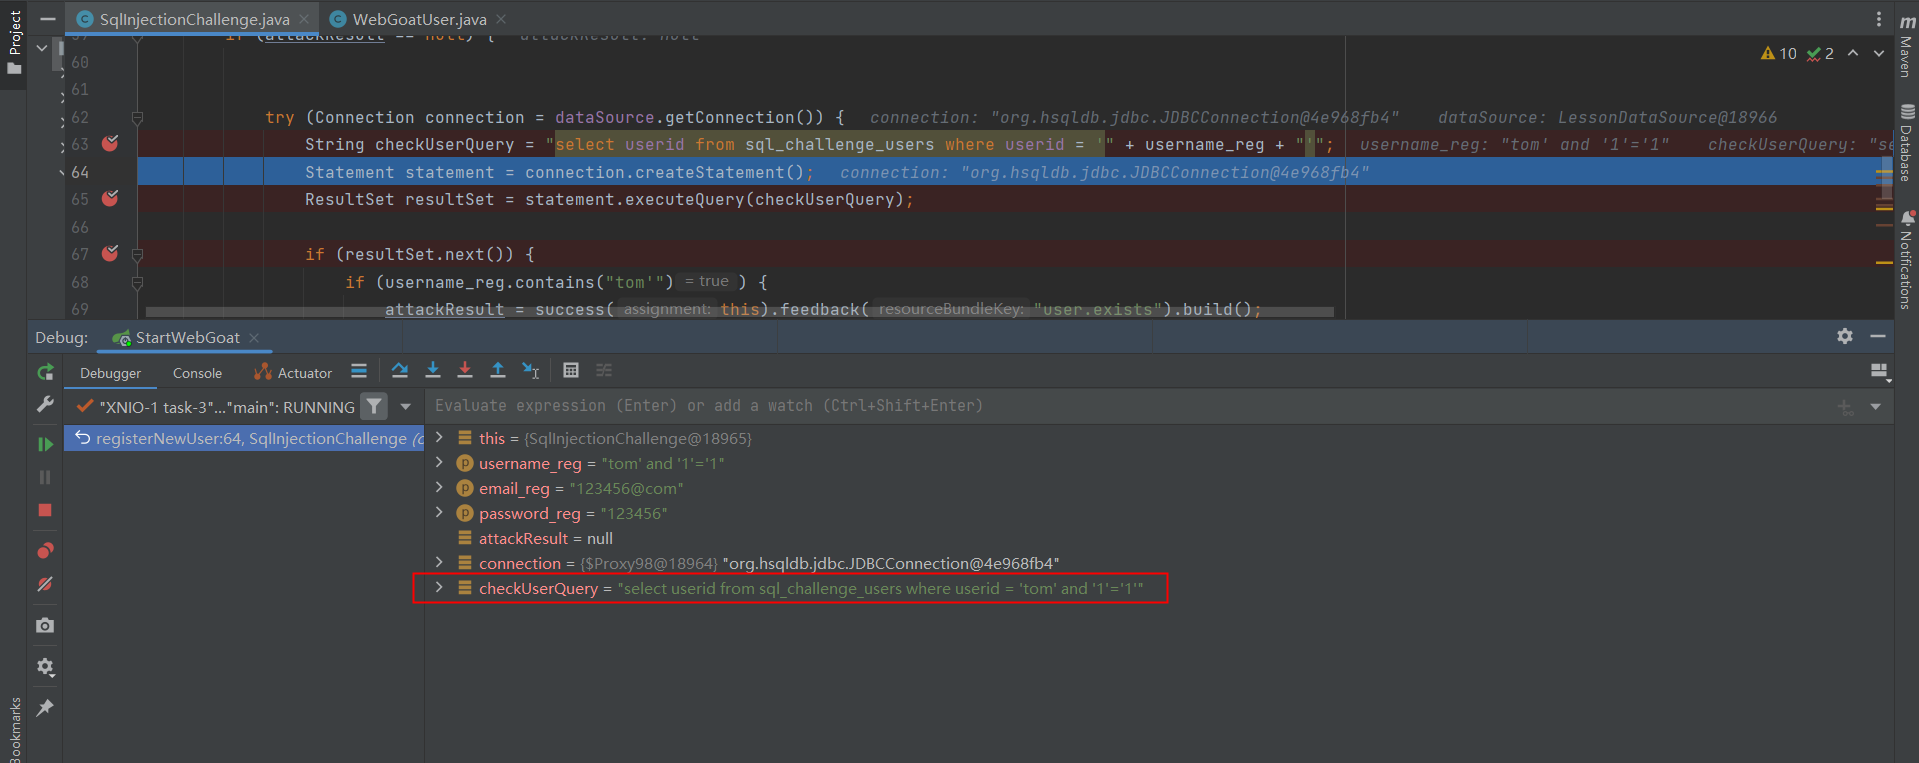 Project
SqlInjectionChallenge.java
WebGoatUser.java
59 if (attackResult == null) { attackResult: null
60
61
62 try (Connection connection = dataSource.getConnection()) { connection: "org.hsqldb.jdbc.JDBCConnection@4e968fb4" dataSource: LessonDataSource@18966
63 String checkUserQuery = "select userid from sql_challenge_users where userid = '" + username_reg + "'"; username_reg: "tom' and '1'='1" checkUserQuery: "se
64 Statement statement = connection.createStatement(); connection: "org.hsqldb.jdbc.JDBCConnection@4e968fb4"
65 ResultSet resultSet = statement.executeQuery(checkUserQuery);
66
67 if (resultSet.next()) {
68 if (username_reg.contains("tom'") = true ) {
69 attackResult = success( assignment: this).feedback( resourceBundleKey: "user.exists").build();
10 2
Maven
Database
Notifications
Debug: StartWebGoat
Debugger Console Actuator
"XNIO-1 task-3"..."main": RUNNING
Evaluate expression (Enter) or add a watch (Ctrl+Shift+Enter)
registerNewUser:64, SqlInjectionChallenge (o
this = {SqlInjectionChallenge@18965}
username_reg = "tom' and '1'='1"
email_reg = "123456@com"
password_reg = "123456"
attackResult = null
connection = {$Proxy98@18964} "org.hsqldb.jdbc.JDBCConnection@4e968fb4"
checkUserQuery = "select userid from sql_challenge_users where userid = 'tom' and '1'='1'"
Bookmarks